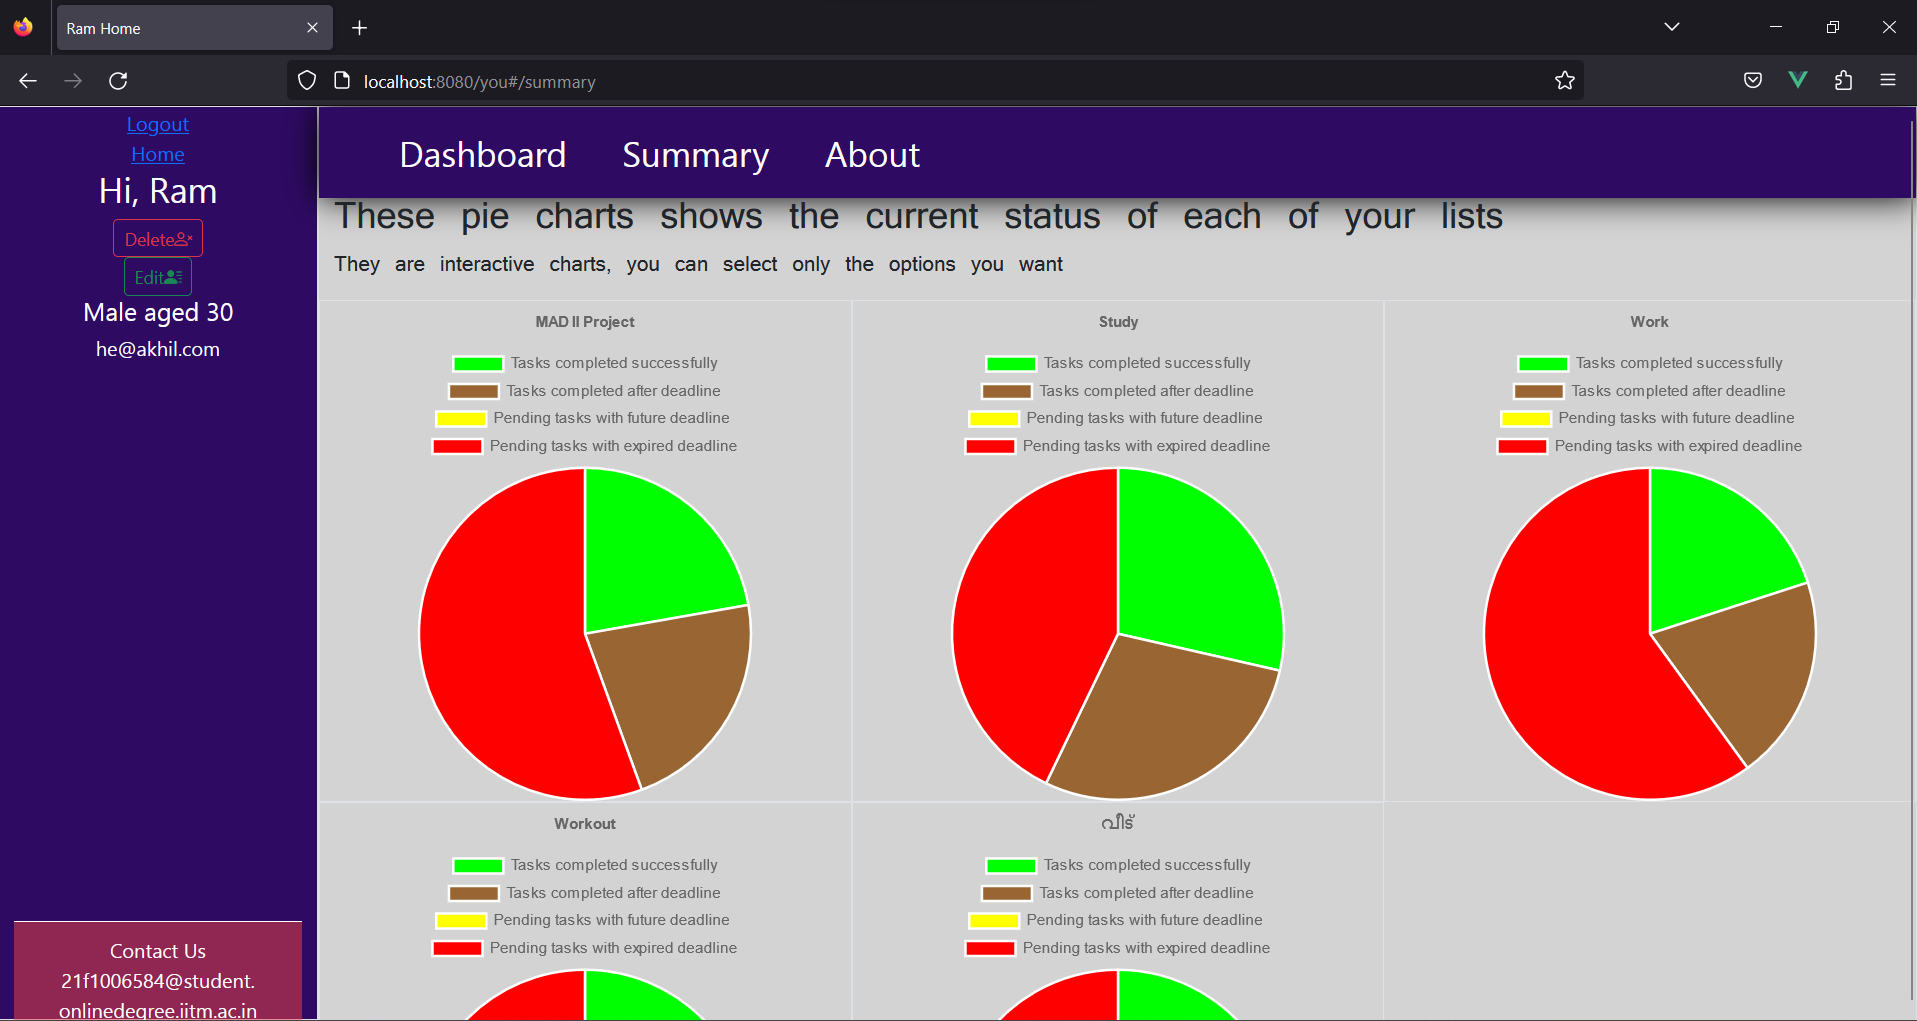 Ram Home
localhost:8080/you#/summary
Logout
Home
Hi, Ram
Delete
Edit
Male aged 30
he@akhil.com
Contact Us
21f1006584@student.
onlinedegree.iitm.ac.in
Dashboard Summary About
These pie charts shows the current status of each of your lists
They are interactive charts, you can select only the options you want
MAD II Project
Tasks completed successfully
Tasks completed after deadline
Pending tasks with future deadline
Pending tasks with expired deadline
Study
Tasks completed successfully
Tasks completed after deadline
Pending tasks with future deadline
Pending tasks with expired deadline
Work
Tasks completed successfully
Tasks completed after deadline
Pending tasks with future deadline
Pending tasks with expired deadline
Workout
Tasks completed successfully
Tasks completed after deadline
Pending tasks with future deadline
Pending tasks with expired deadline
വീട്
Tasks completed successfully
Tasks completed after deadline
Pending tasks with future deadline
Pending tasks with expired deadline